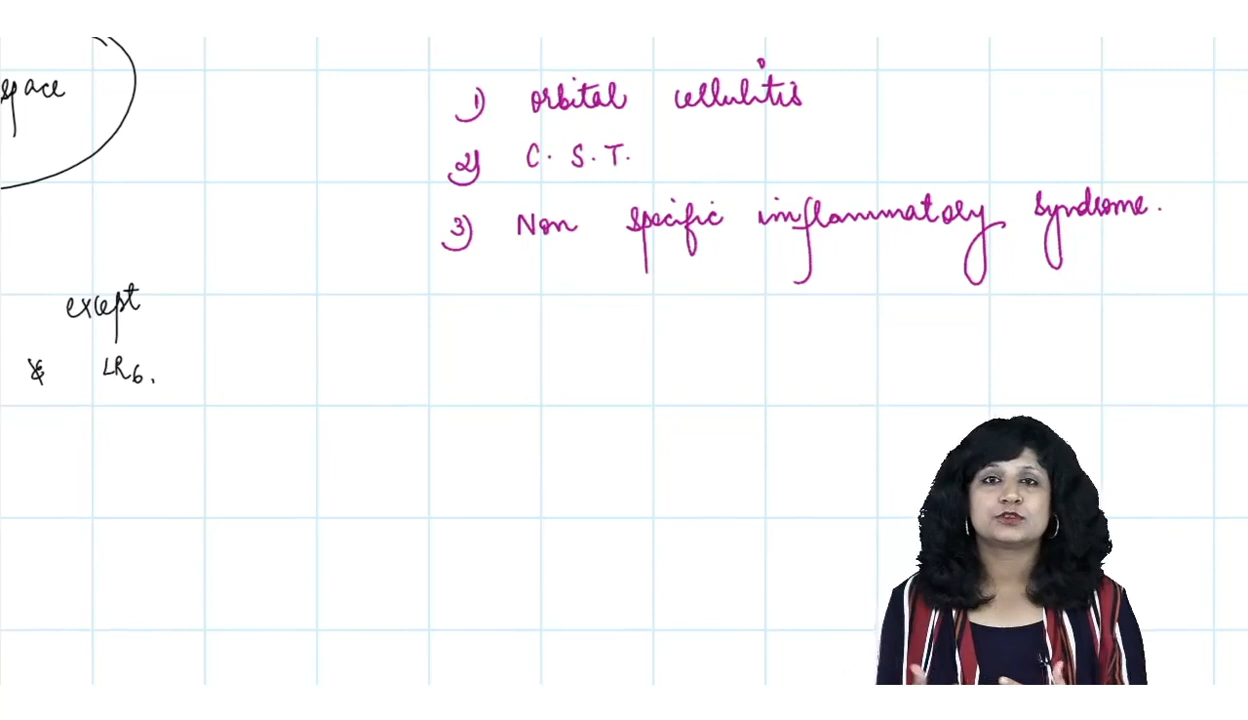 space
1) orbital cellulitis
2) C. S. T.
3) Non specific inflammatory syndrome.
except
& LR6.